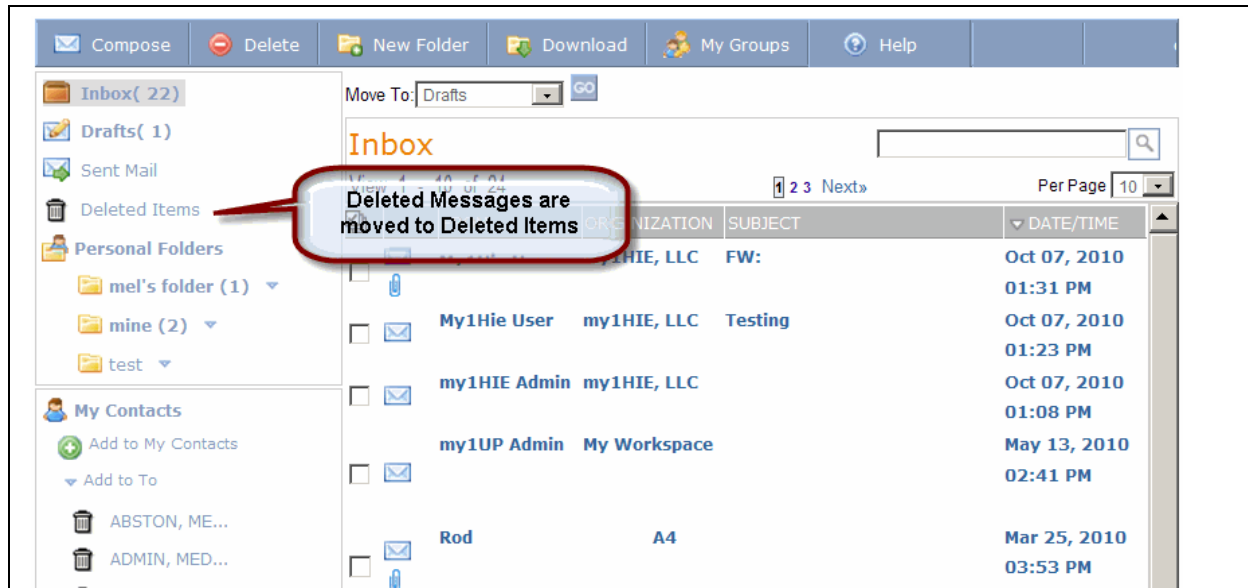 Compose Delete New Folder Download My Groups Help
Inbox( 22)
Drafts( 1)
Sent Mail
Deleted Items
Personal Folders
mel's folder (1)
mine (2)
test
My Contacts
Add to My Contacts
Add to To
ABSTON, ME...
ADMIN, MED...
Move To: Drafts GO
Inbox
View 1 - 10 of 24 1 2 3 Next» Per Page 10
Deleted Messages are
moved to Deleted Items
SUBJECT DATE/TIME
FW: Oct 07, 2010
01:31 PM
My1Hie User my1HIE, LLC Testing Oct 07, 2010
01:23 PM
my1HIE Admin my1HIE, LLC Oct 07, 2010
01:08 PM
my1UP Admin My Workspace May 13, 2010
02:41 PM
Rod A4 Mar 25, 2010
03:53 PM